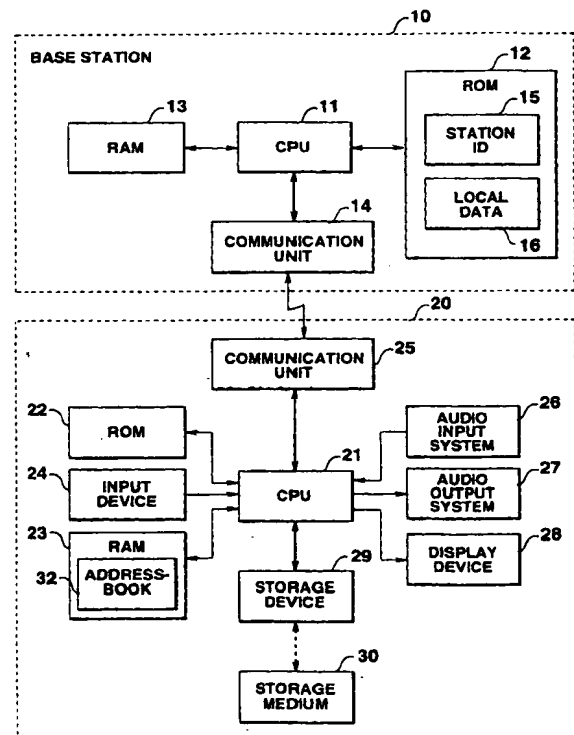 10
BASE STATION
12
ROM
13
RAM
11
CPU
15
STATION
ID
14
COMMUNICATION
UNIT
LOCAL
DATA
16
20
COMMUNICATION
UNIT
25
22
ROM
21
CPU
26
AUDIO
INPUT
SYSTEM
24
INPUT
DEVICE
27
AUDIO
OUTPUT
SYSTEM
23
RAM
32
ADDRESS-
BOOK
29
STORAGE
DEVICE
28
DISPLAY
DEVICE
30
STORAGE
MEDIUM